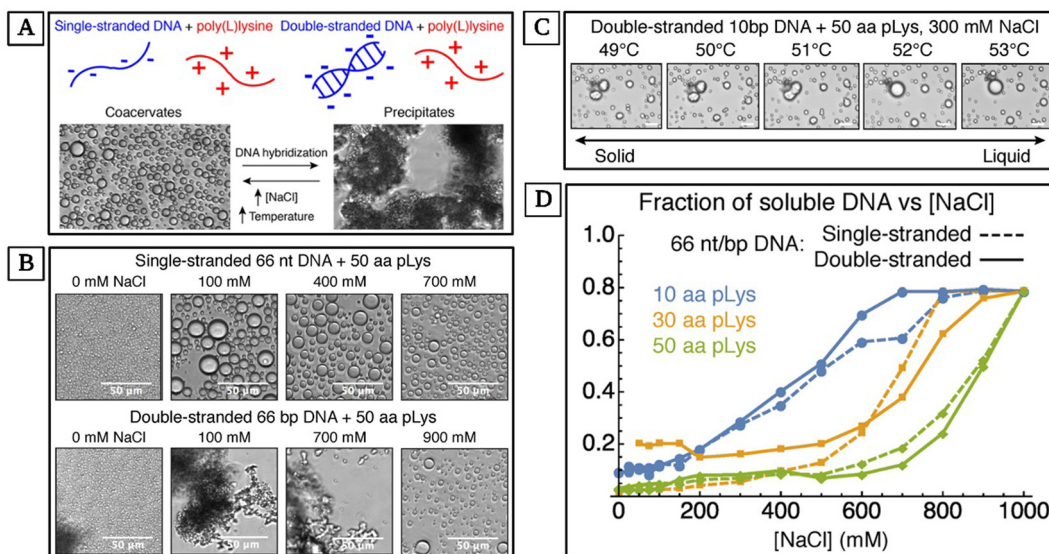 A
Single-stranded DNA + poly(L)lysine
Double-stranded DNA + poly(L)lysine
Coacervates
Precipitates
DNA hybridization
[NaCl]
Temperature
B
Single-stranded 66 nt DNA + 50 aa pLys
0 mM NaCl 100 mM 400 mM 700 mM
50 µm 50 µm 50 µm 50 µm
Double-stranded 66 bp DNA + 50 aa pLys
0 mM NaCl 100 mM 700 mM 900 mM
50 µm 50 µm 50 µm 50 µm
C
Double-stranded 10bp DNA + 50 aa pLys, 300 mM NaCl
49°C 50°C 51°C 52°C 53°C
Solid Liquid
D
Fraction of soluble DNA vs [NaCl]
66 nt/bp DNA:
Single-stranded
Double-stranded
10 aa pLys
30 aa pLys
50 aa pLys
1.0
0.8
0.6
0.4
0.2
0 200 400 600 800 1000
[NaCl] (mM)